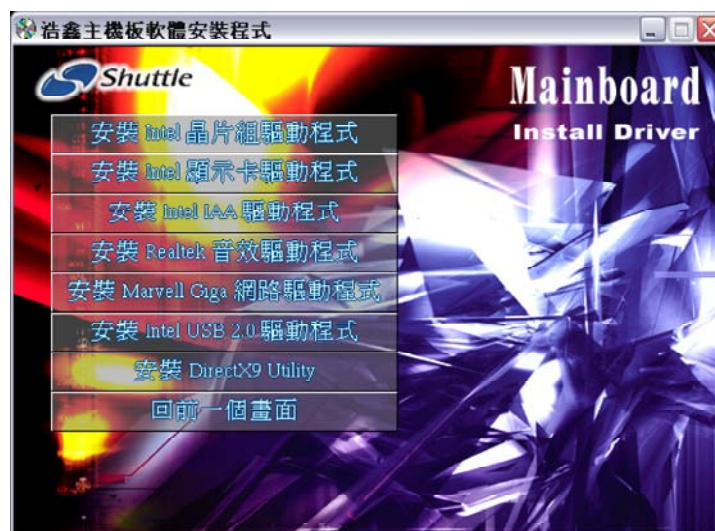 浩鑫主機板軟體安裝程式
Shuttle
Mainboard
Install Driver
安裝 Intel 晶片組驅動程式
安裝 Intel 顯示卡驅動程式
安裝 Intel IAA 驅動程式
安裝 Realtek 音效驅動程式
安裝 Marvell Giga 網路驅動程式
安裝 Intel USB 2.0 驅動程式
安裝 DirectX9 Utility
回前一個畫面